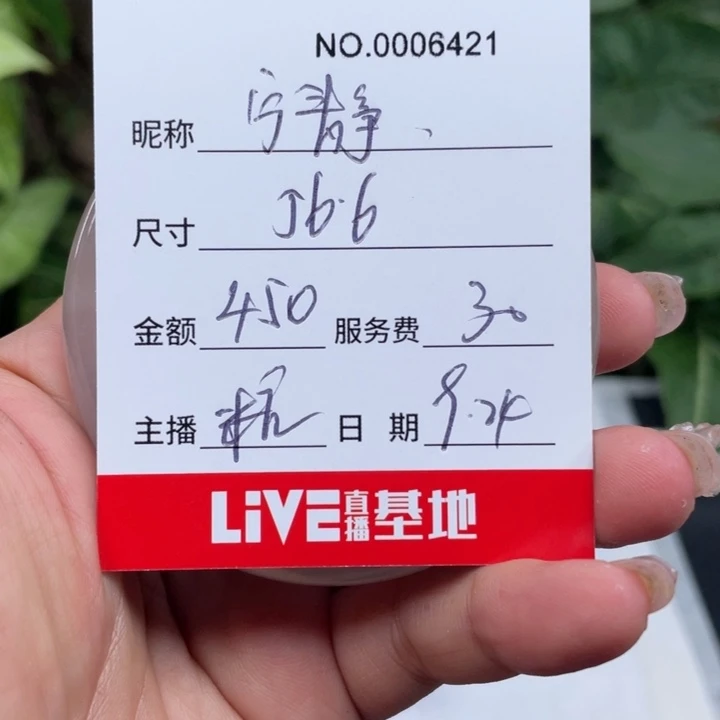 NO.0006421
昵称 宁静
尺寸 56.6
金额 450 服务费 30
主播 日期 9.24
LiVE直播基地